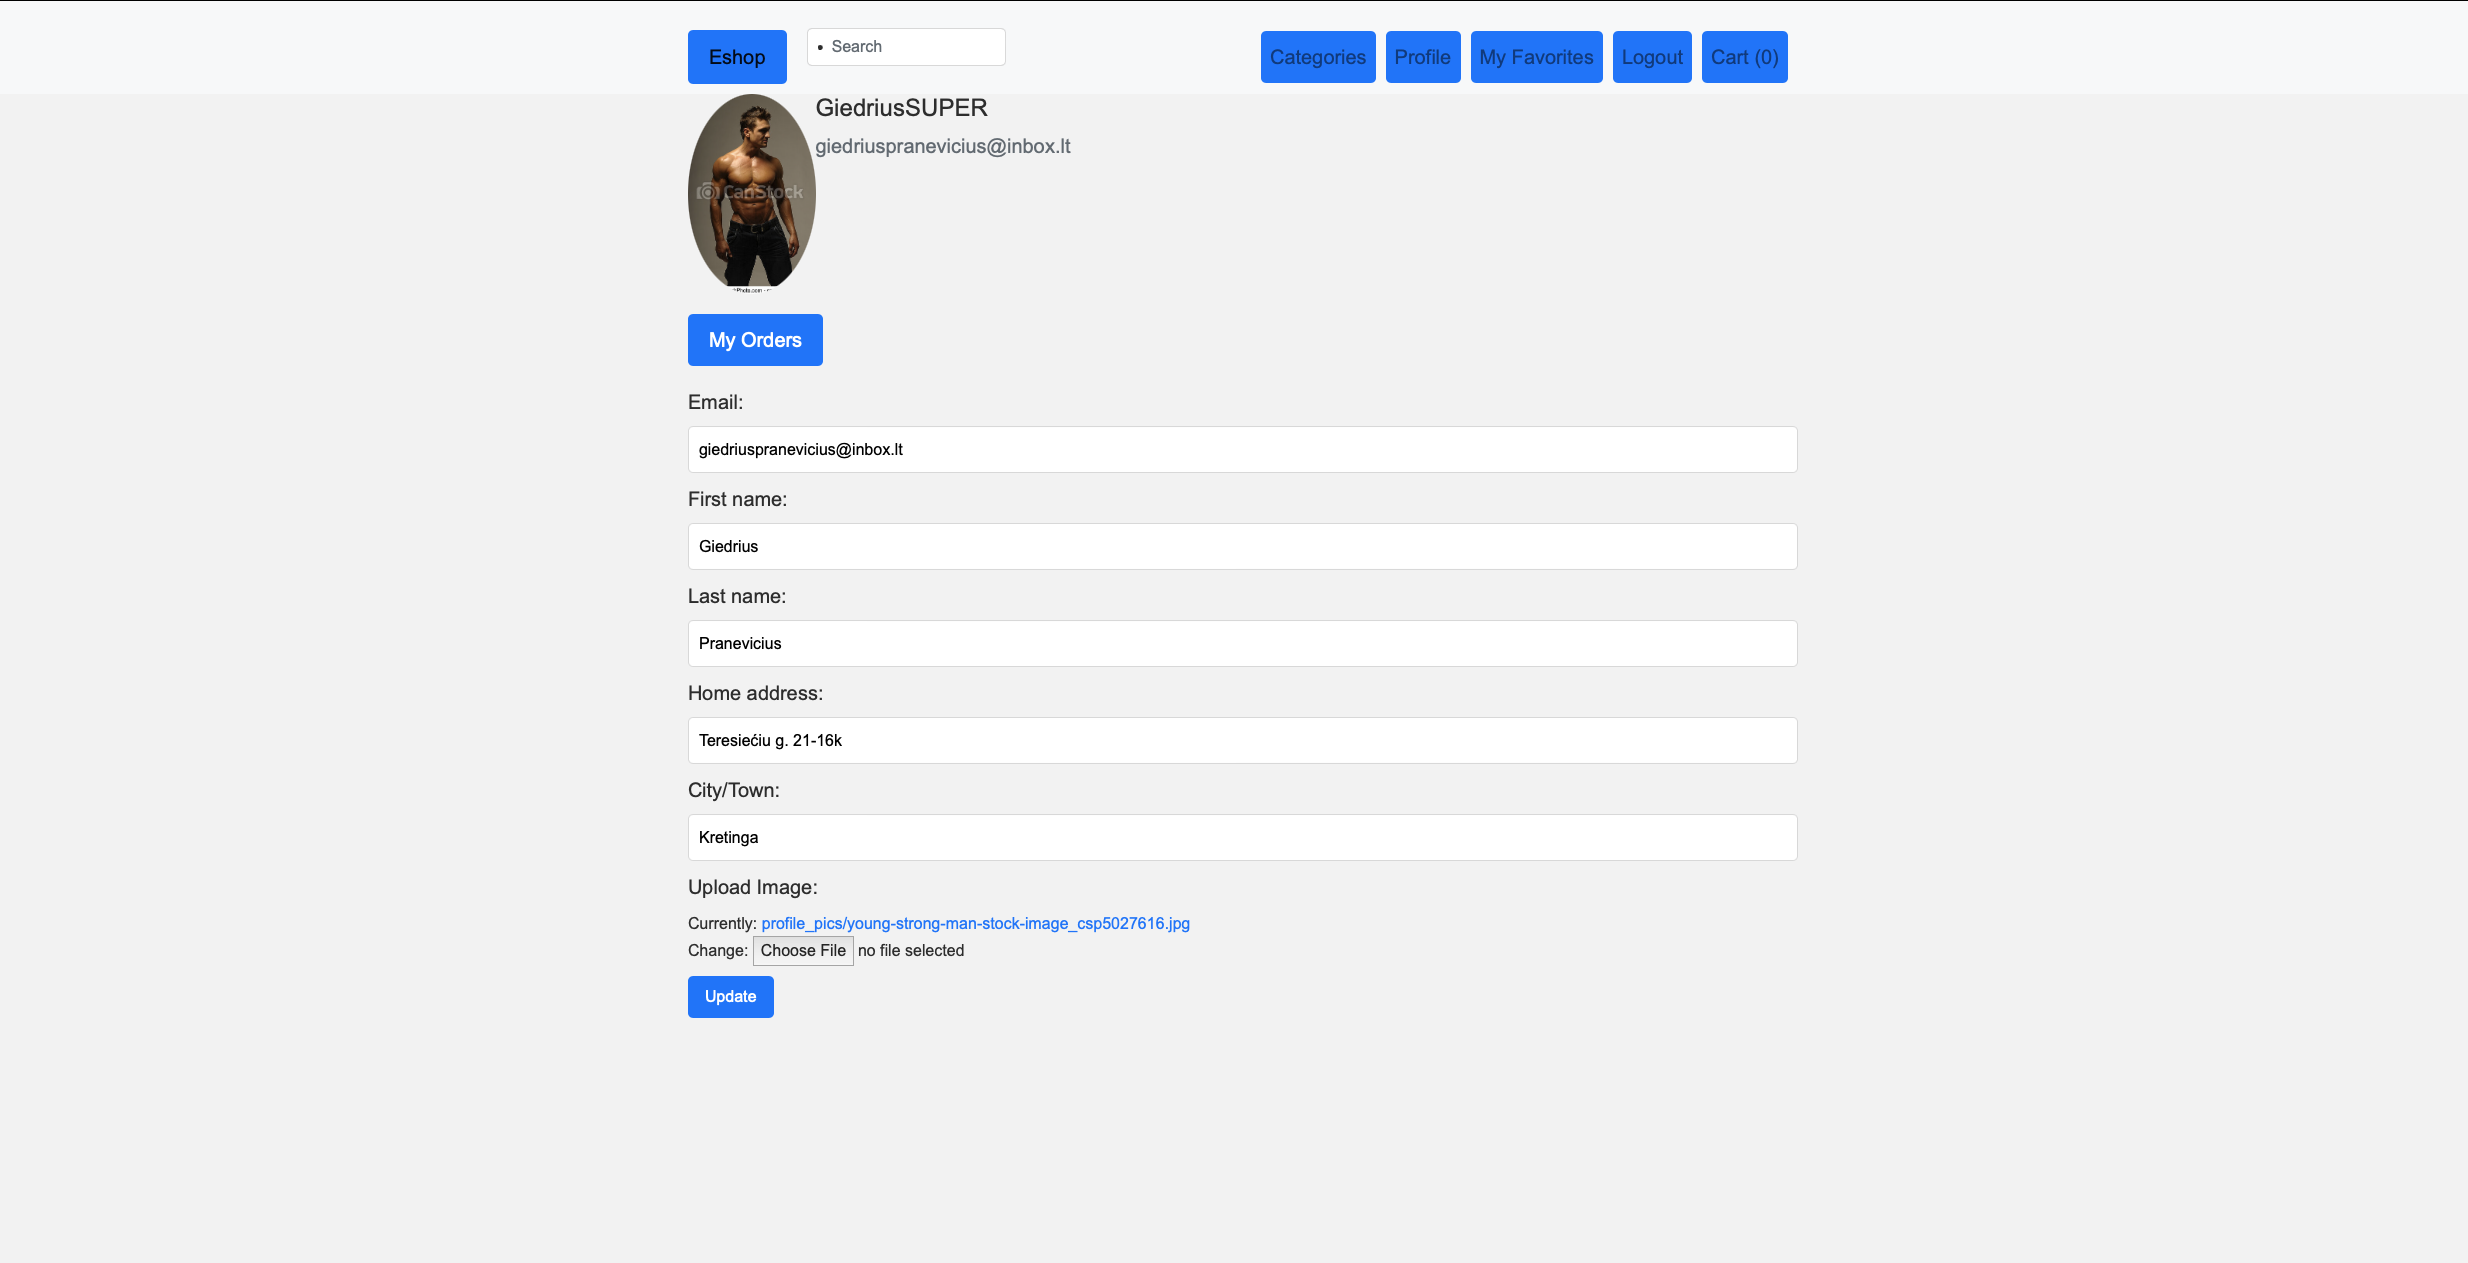 Eshop
Search
Categories
Profile
My Favorites
Logout
Cart (0)
GiedriusSUPER
giedriuspranevicius@inbox.lt
CanStock
My Orders
Email:
giedriuspranevicius@inbox.lt
First name:
Giedrius
Last name:
Pranevicius
Home address:
Teresiećiu g. 21-16k
City/Town:
Kretinga
Upload Image:
Currently: profile_pics/young-strong-man-stock-image_csp5027616.jpg
Change: Choose File no file selected
Update